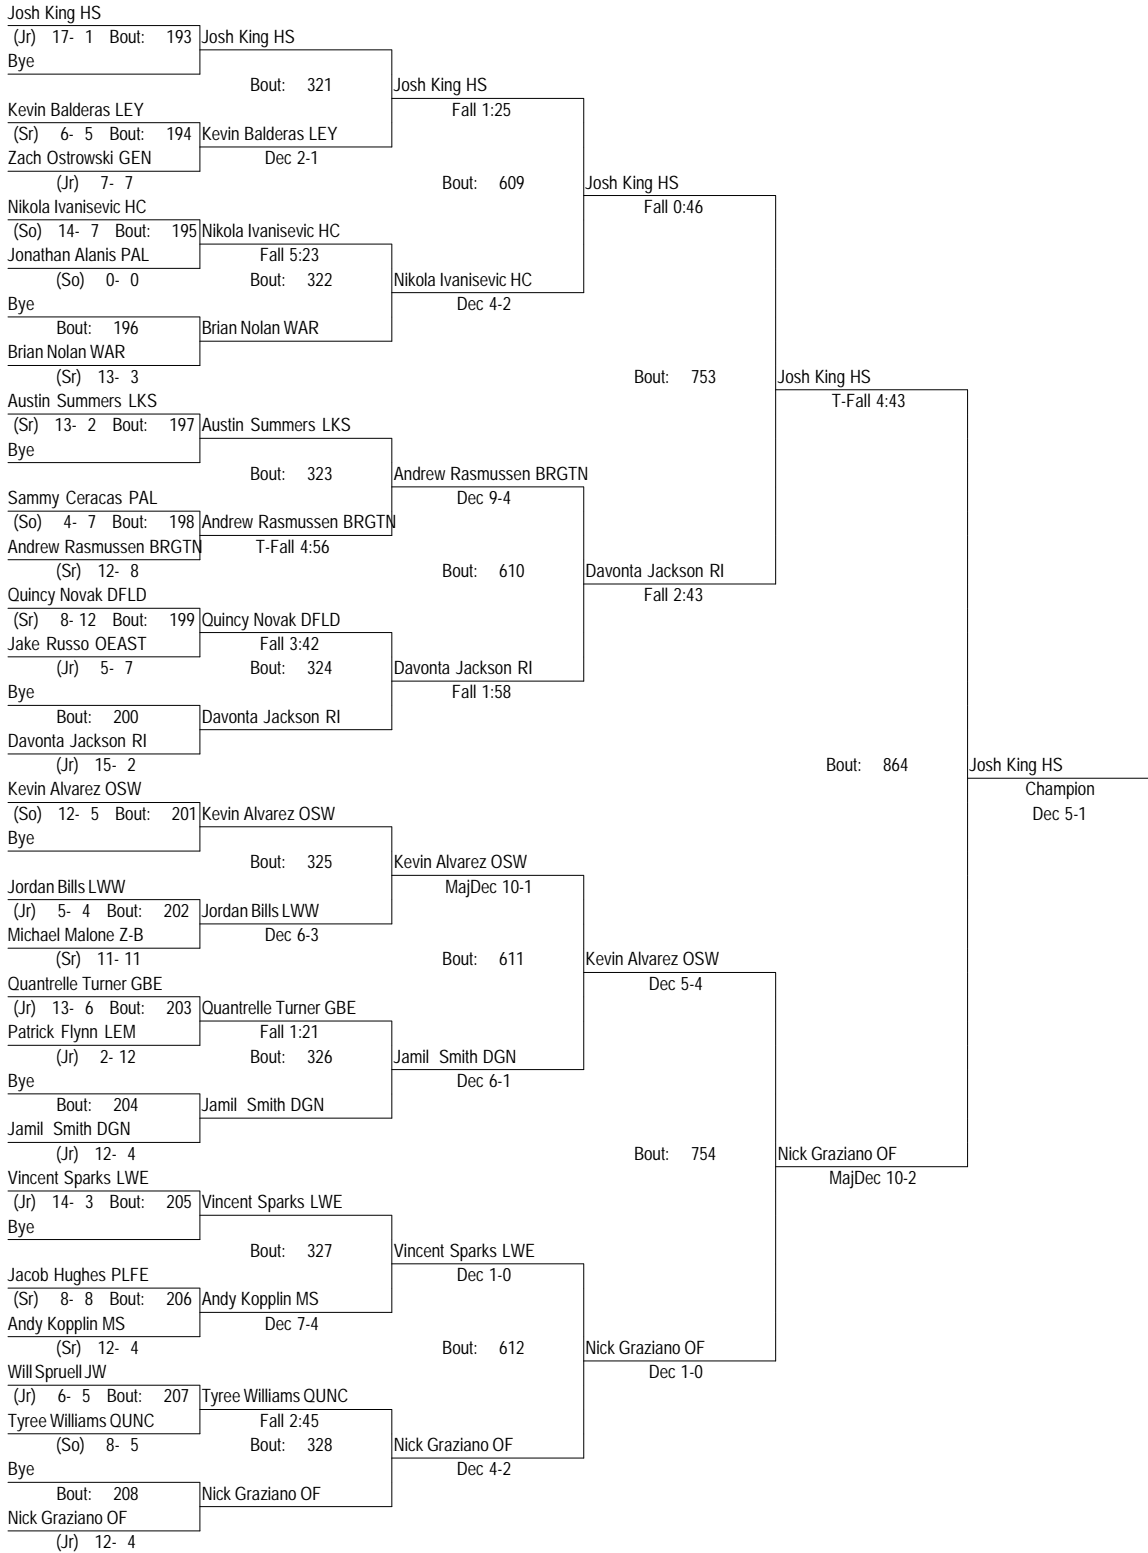 Josh King HS
(Jr) 17- 1 Bout: 193 Josh King HS
Bye
Bout: 321 Josh King HS
Kevin Balderas LEY Fall 1:25
(Sr) 6- 5 Bout: 194 Kevin Balderas LEY
Zach Ostrowski GEN Dec 2-1
(Jr) 7- 7 Bout: 609 Josh King HS
Nikola Ivanisevic HC Fall 0:46
(So) 14- 7 Bout: 195 Nikola Ivanisevic HC
Jonathan Alanis PAL Fall 5:23
(So) 0- 0 Bout: 322 Nikola Ivanisevic HC
Bye Dec 4-2
Bout: 196 Brian Nolan WAR
Brian Nolan WAR
(Sr) 13- 3 Bout: 753 Josh King HS
Austin Summers LKS T-Fall 4:43
(Sr) 13- 2 Bout: 197 Austin Summers LKS
Bye
Bout: 323 Andrew Rasmussen BRGTN
Sammy Ceracas PAL Dec 9-4
(So) 4- 7 Bout: 198 Andrew Rasmussen BRGTN
Andrew Rasmussen BRGTN T-Fall 4:56
(Sr) 12- 8 Bout: 610 Davonta Jackson RI
Quincy Novak DFLD Fall 2:43
(Sr) 8- 12 Bout: 199 Quincy Novak DFLD
Jake Russo OEAST Fall 3:42
(Jr) 5- 7 Bout: 324 Davonta Jackson RI
Bye Fall 1:58
Bout: 200 Davonta Jackson RI
Davonta Jackson RI
(Jr) 15- 2 Bout: 864 Josh King HS
Kevin Alvarez OSW Champion
(So) 12- 5 Bout: 201 Kevin Alvarez OSW Dec 5-1
Bye
Bout: 325 Kevin Alvarez OSW
Jordan Bills LWW MajDec 10-1
(Jr) 5- 4 Bout: 202 Jordan Bills LWW
Michael Malone Z-B Dec 6-3
(Sr) 11- 11 Bout: 611 Kevin Alvarez OSW
Quantrelle Turner GBE Dec 5-4
(Jr) 13- 6 Bout: 203 Quantrelle Turner GBE
Patrick Flynn LEM Fall 1:21
(Jr) 2- 12 Bout: 326 Jamil Smith DGN
Bye Dec 6-1
Bout: 204 Jamil Smith DGN
Jamil Smith DGN
(Jr) 12- 4 Bout: 754 Nick Graziano OF
Vincent Sparks LWE MajDec 10-2
(Jr) 14- 3 Bout: 205 Vincent Sparks LWE
Bye
Bout: 327 Vincent Sparks LWE
Jacob Hughes PLFE Dec 1-0
(Sr) 8- 8 Bout: 206 Andy Kopplin MS
Andy Kopplin MS Dec 7-4
(Sr) 12- 4 Bout: 612 Nick Graziano OF
Will Spruell JW Dec 1-0
(Jr) 6- 5 Bout: 207 Tyree Williams QUNC
Tyree Williams QUNC Fall 2:45
(So) 8- 5 Bout: 328 Nick Graziano OF
Bye Dec 4-2
Bout: 208 Nick Graziano OF
Nick Graziano OF
(Jr) 12- 4